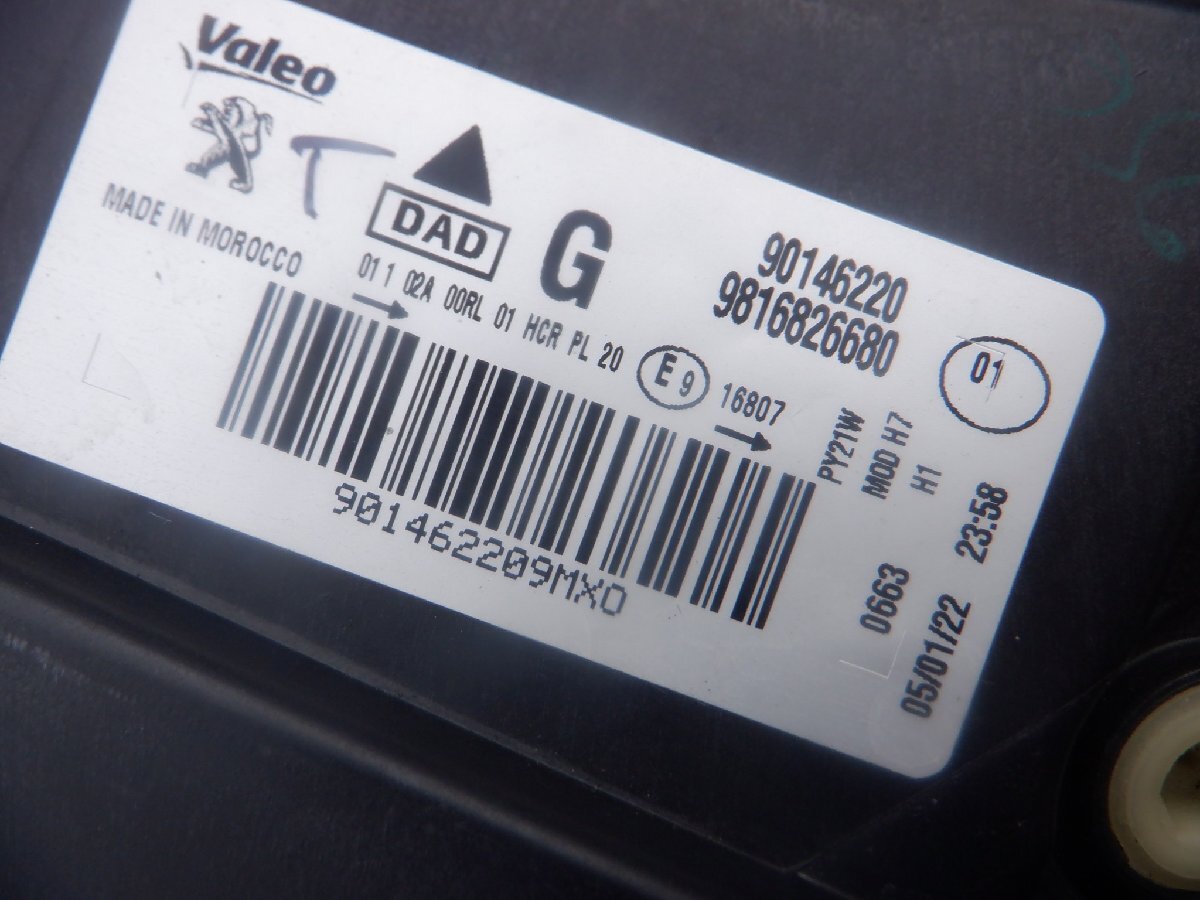 Valeo
T
MADE IN MOROCCO
DAD
G
90146220
9816826680
01
01 1 02A 00RL 01 HCR PL 20
E 9
16807
PY21W
MOD H7
H1
901462209MX0
0663
05/01/22 23:58